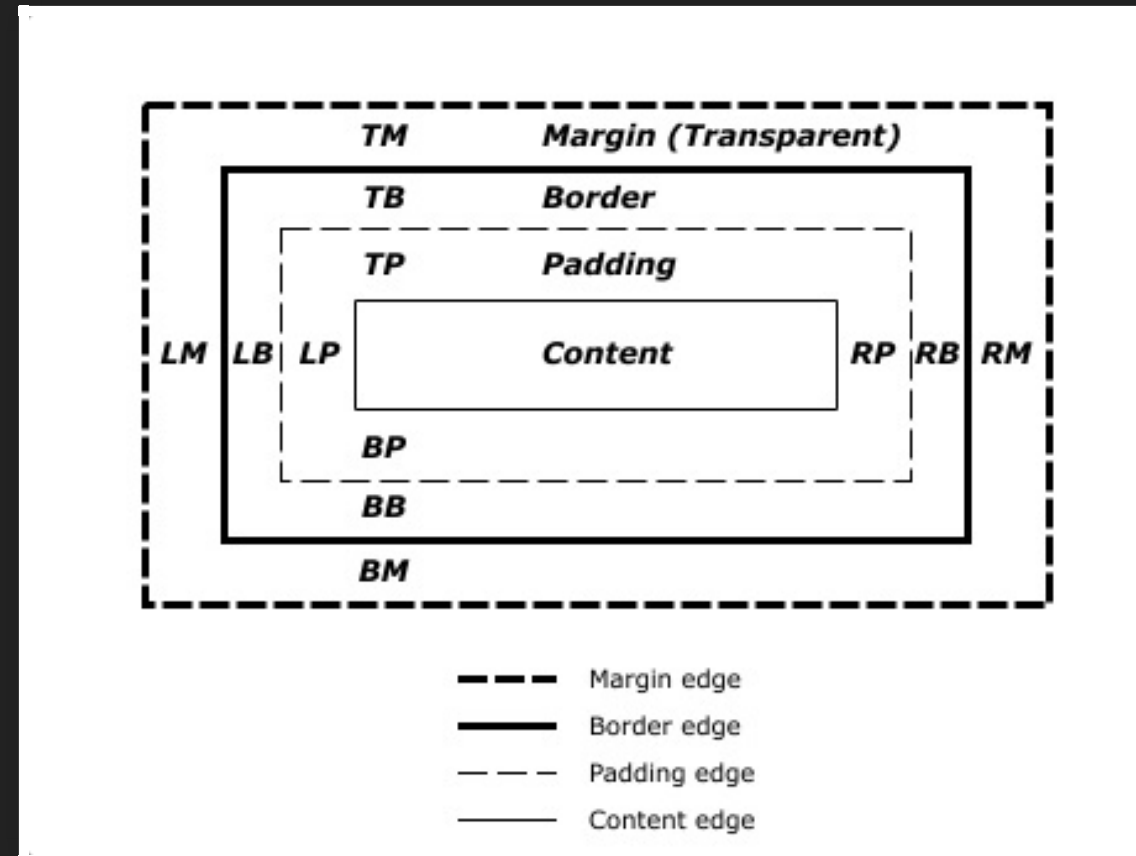 TM Margin (Transparent)
TB Border
TP Padding
LM LB LP Content RP RB RM
BP
BB
BM
Margin edge
Border edge
Padding edge
Content edge